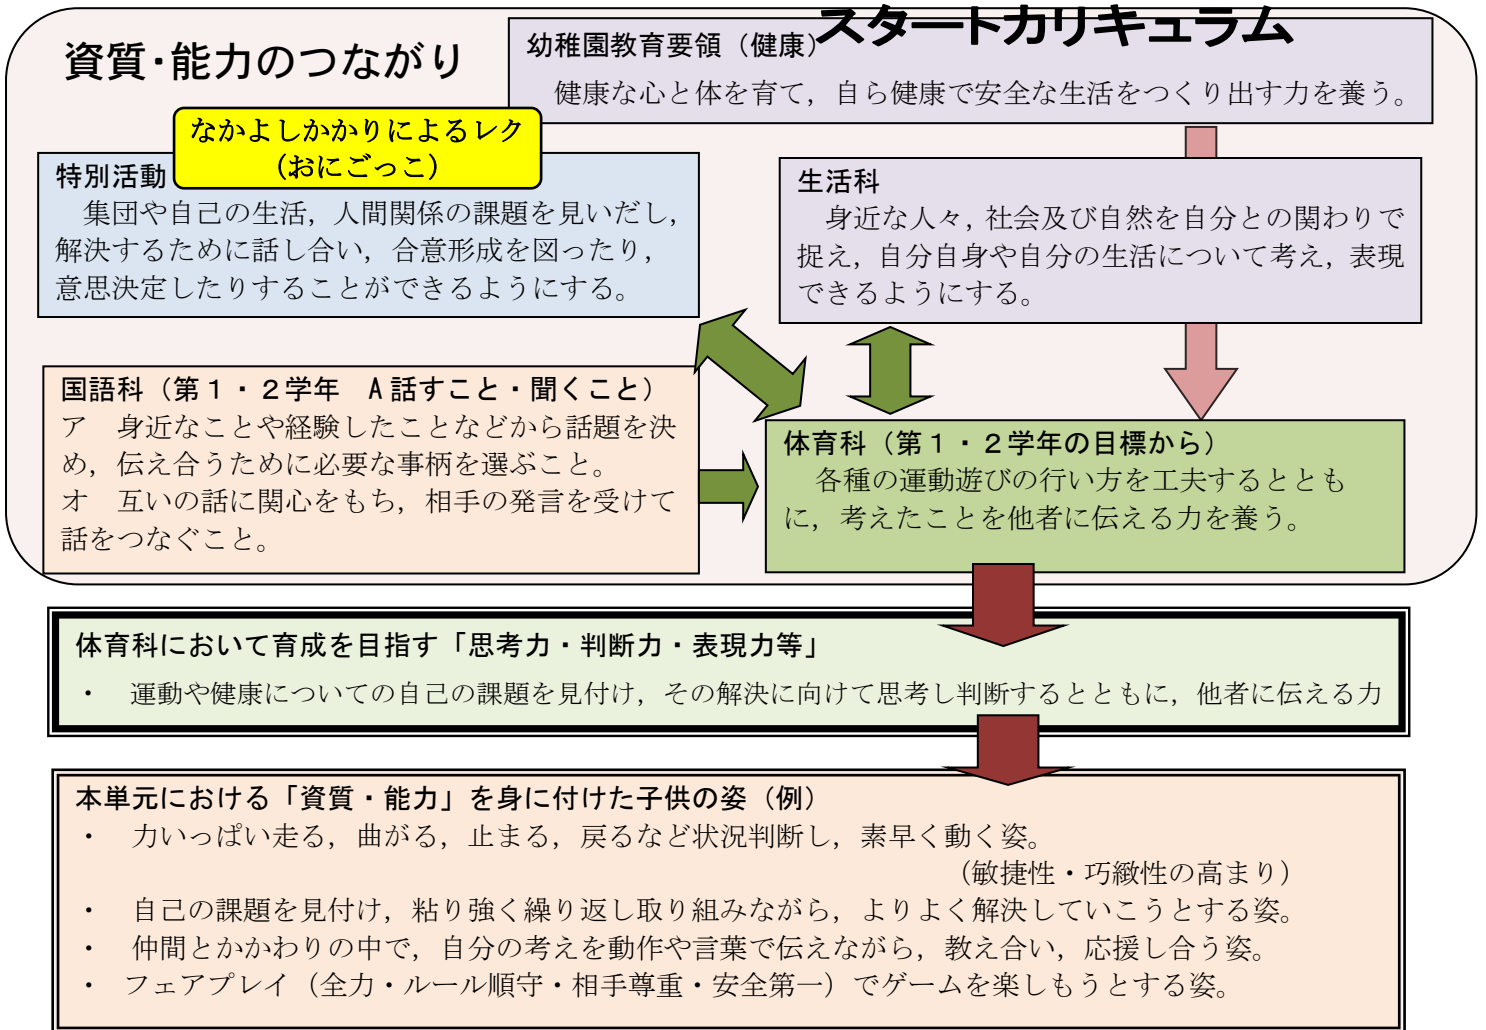 スタートカリキュラム
資質・能力のつながり
幼稚園教育要領（健康）
健康な心と体を育て，自ら健康で安全な生活をつくり出す力を養う。
なかよしかかりによるレク
（おにごっこ）
特別活動
集団や自己の生活，人間関係の課題を見いだし，
解決するために話し合い，合意形成を図ったり，
意思決定したりすることができるようにする。
生活科
身近な人々，社会及び自然を自分との関わりで
捉え，自分自身や自分の生活について考え，表現
できるようにする。
国語科（第１・２学年　A 話すこと・聞くこと）
ア　身近なことや経験したことなどから話題を決
め，伝え合うために必要な事柄を選ぶこと。
オ　互いの話に関心をもち，相手の発言を受けて
話をつなぐこと。
体育科（第１・２学年の目標から）
各種の運動遊びの行い方を工夫するととも
に，考えたことを他者に伝える力を養う。
体育科において育成を目指す「思考力・判断力・表現力等」
・　運動や健康についての自己の課題を見付け，その解決に向けて思考し判断するとともに，他者に伝える力
本単元における「資質・能力」を身に付けた子供の姿（例）
・　力いっぱい走る，曲がる，止まる，戻るなど状況判断し，素早く動く姿。
（敏捷性・巧緻性の高まり）
・　自己の課題を見付け，粘り強く繰り返し取り組みながら，よりよく解決していこうとする姿。
・　仲間とかかわりの中で，自分の考えを動作や言葉で伝えながら，教え合い，応援し合う姿。
・　フェアプレイ（全力・ルール順守・相手尊重・安全第一）でゲームを楽しもうとする姿。